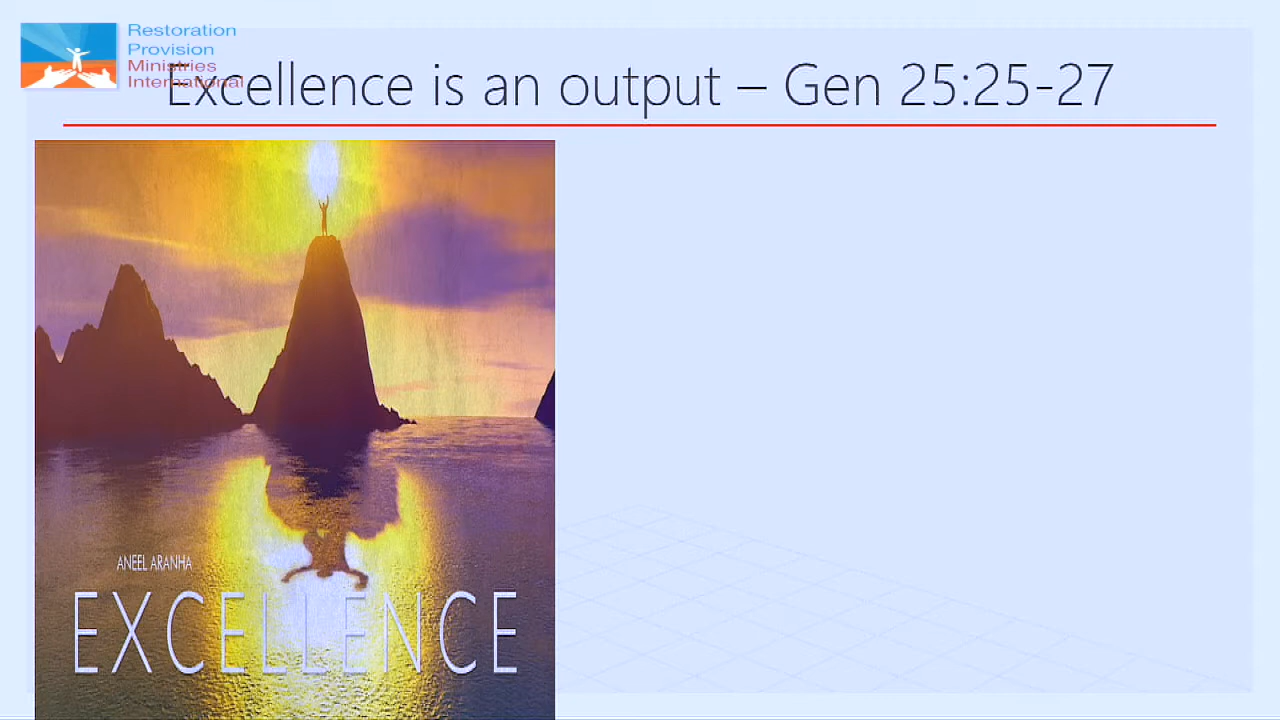 Restoration
Provision
Ministries
International
Excellence is an output – Gen 25:25-27
ANEEL ARANHA
EXCELLENCE